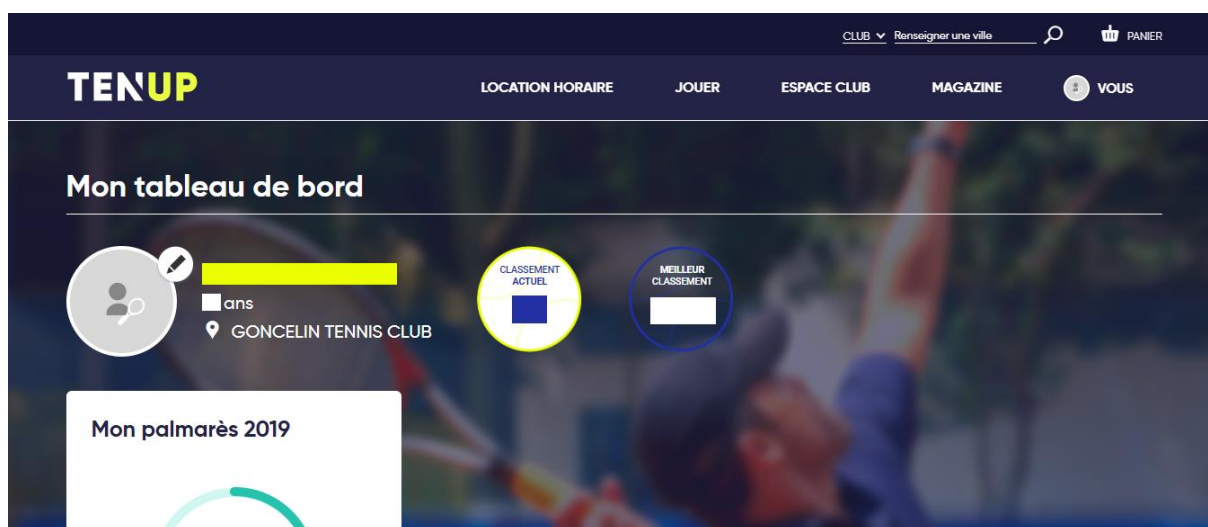 CLUB Renseigner une ville PANIER
TENUP
LOCATION HORAIRE JOUER ESPACE CLUB MAGAZINE VOUS
Mon tableau de bord
CLASSEMENT
ACTUEL
MEILLEUR
CLASSEMENT
ans
GONCELIN TENNIS CLUB
Mon palmarès 2019